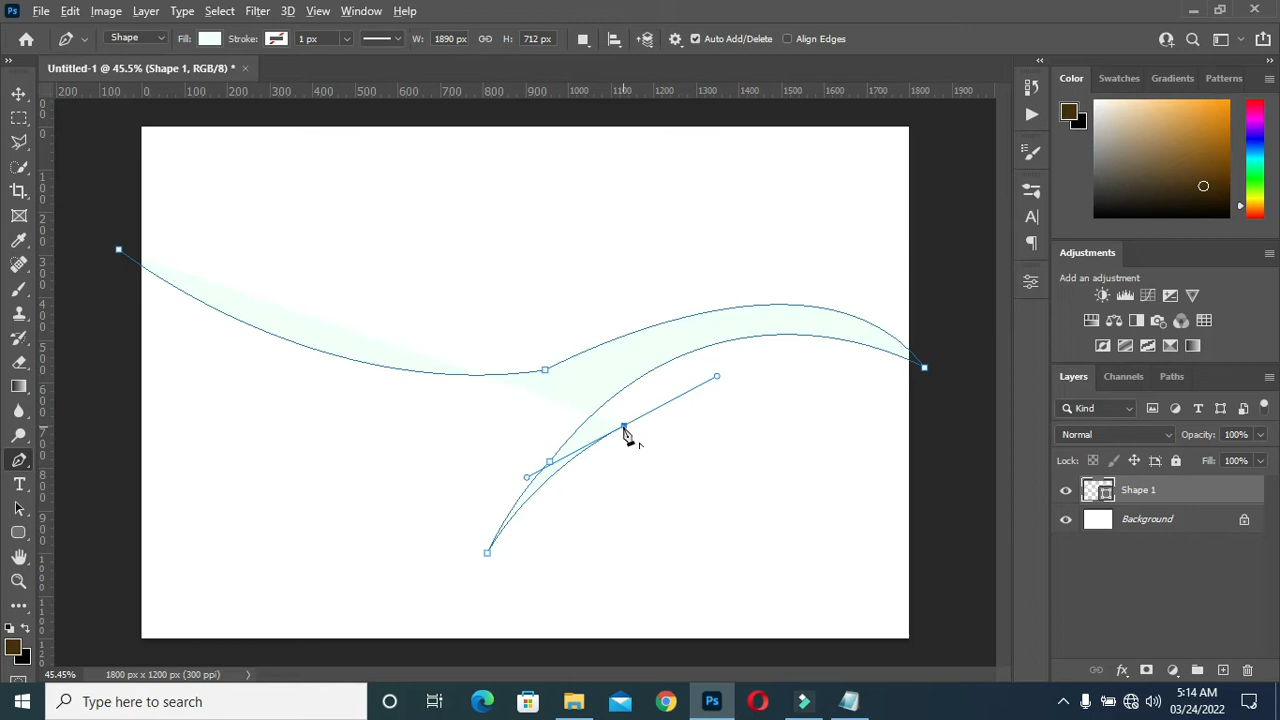 Ps File Edit Image Layer Type Select Filter 3D View Window Help
Shape Fill: Stroke: 1 px W: 1890 px H: 712 px Auto Add/Delete Align Edges
Untitled-1 @ 45.5% (Shape 1, RGB/8) * ×
200 100 0 100 200 300 400 500 600 700 800 900 1000 1100 1200 1300 1400 1500 1600 1700 1800 1900
Color Swatches Gradients Patterns
Adjustments
Add an adjustment
Layers Channels Paths
Kind
Normal Opacity: 100%
Lock: Fill: 100%
Shape 1
Background
45.45% 1800 px x 1200 px (300 ppi)
Type here to search
Ps
5:14 AM
03/24/2022